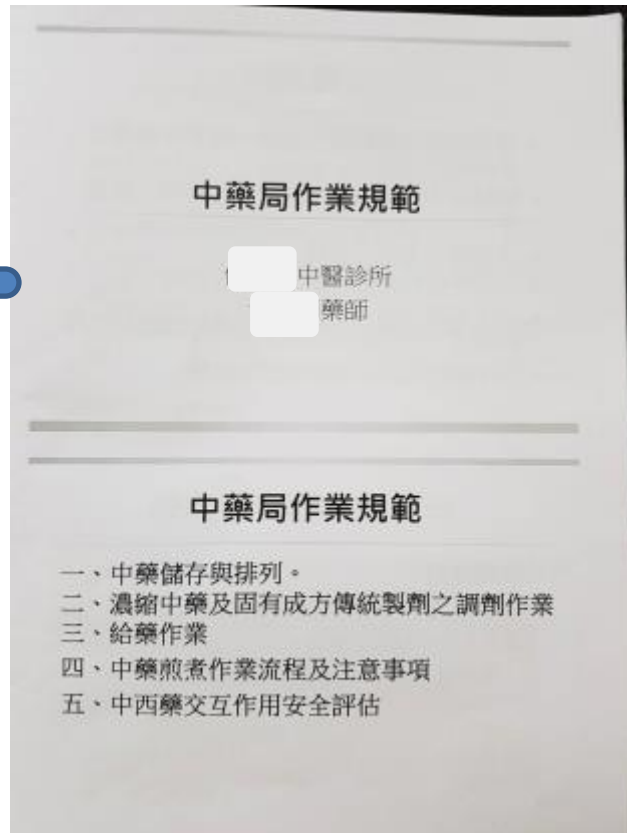 中藥局作業規範
中醫診所
藥師
中藥局作業規範
一、中藥儲存與排列。
二、濃縮中藥及固有成方傳統製劑之調劑作業
三、給藥作業
四、中藥煎煮作業流程及注意事項
五、中西藥交互作用安全評估